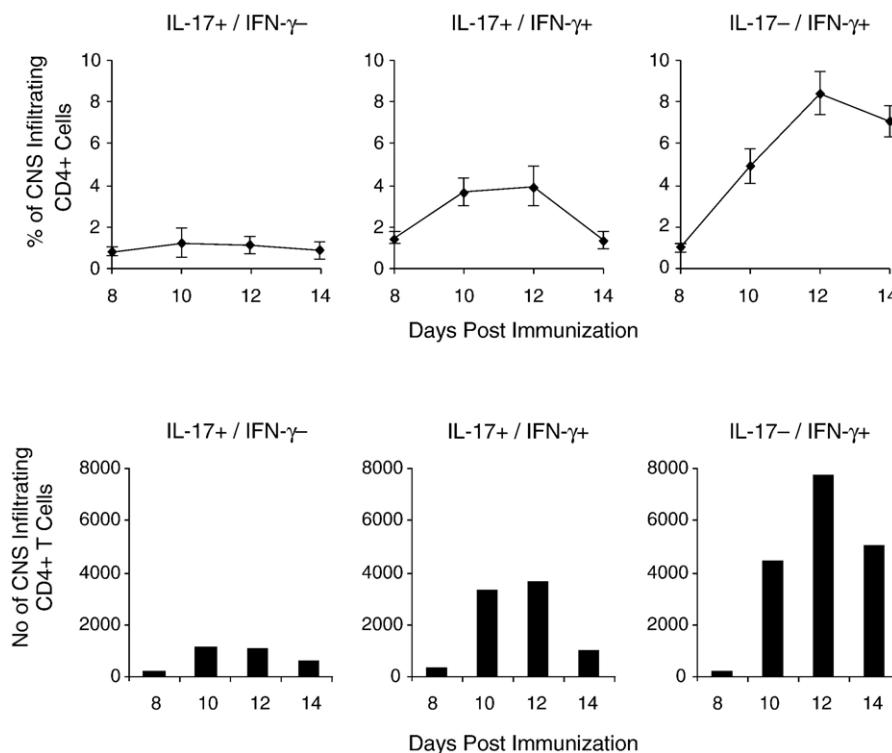 IL-17+ / IFN-γ– IL-17+ / IFN-γ+ IL-17– / IFN-γ+
% of CNS Infiltrating
CD4+ Cells
10 10 10
8 8 8
6 6 6
4 4 4
2 2 2
0 0 0
8 10 12 14 8 10 12 14 8 10 12 14
Days Post Immunization
IL-17+ / IFN-γ– IL-17+ / IFN-γ+ IL-17– / IFN-γ+
No of CNS Infiltrating
CD4+ T Cells
8000 8000 8000
6000 6000 6000
4000 4000 4000
2000 2000 2000
0 0 0
8 10 12 14 8 10 12 14 8 10 12 14
Days Post Immunization